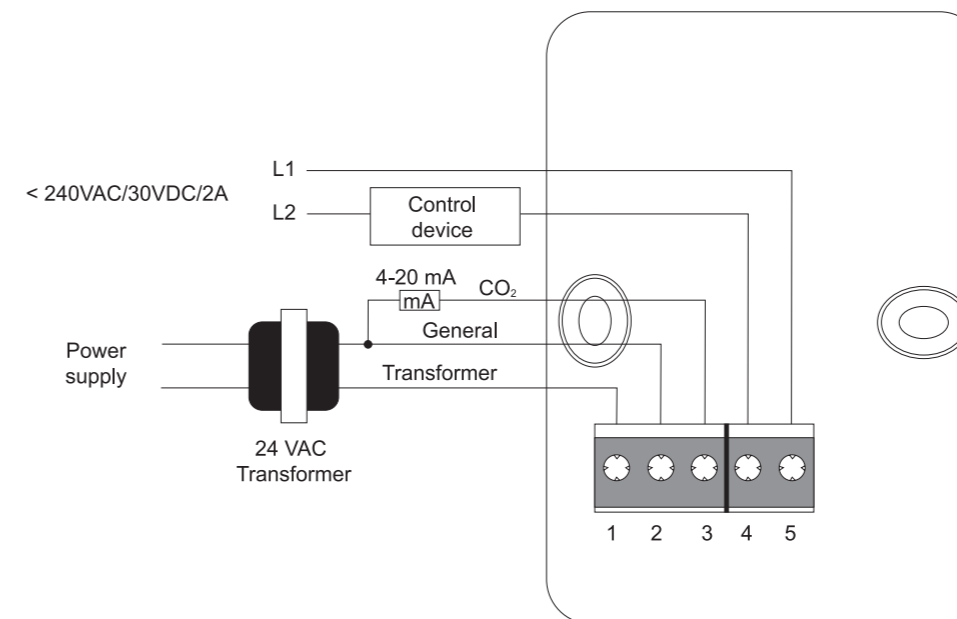 L1
< 240VAC/30VDC/2A
L2
Control
device
4-20 mA
mA
CO₂
General
Power
supply
Transformer
24 VAC
Transformer
1 2 3 4 5